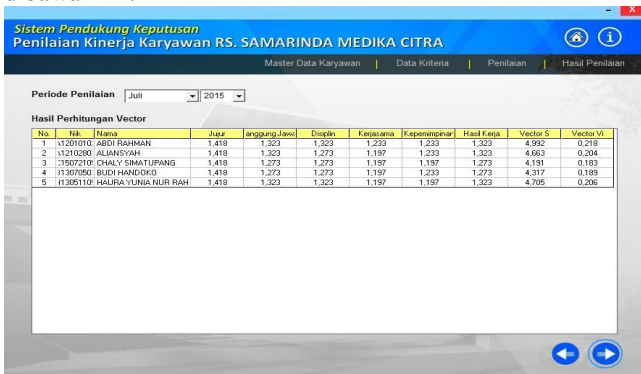 Sistem Pendukung Keputusan
Penilaian Kinerja Karyawan RS. SAMARINDA MEDIKA CITRA
Master Data Karyawan | Data Kriteria | Penilaian | Hasil Penilaian
Periode Penilaian Juli 2015
Hasil Perhitungan Vector
No. Nik Nama Jujur anggung Jawa Disiplin Kerjasama Kepemimpinan Hasil Kerja Vector S Vector Vi
1 ABDI RAHMAN 1,418 1,323 1,323 1,233 1,233 1,323 4,992 0,218
2 ALIANSYAH 1,418 1,323 1,273 1,197 1,233 1,323 4,663 0,204
3 CHALY SIMATUPANG 1,418 1,273 1,273 1,197 1,197 1,273 4,191 0,183
4 BUDI HANDOKO 1,418 1,273 1,273 1,197 1,233 1,273 4,317 0,189
5 HAURA YUNIA NUR RAH 1,418 1,323 1,323 1,197 1,197 1,323 4,705 0,206